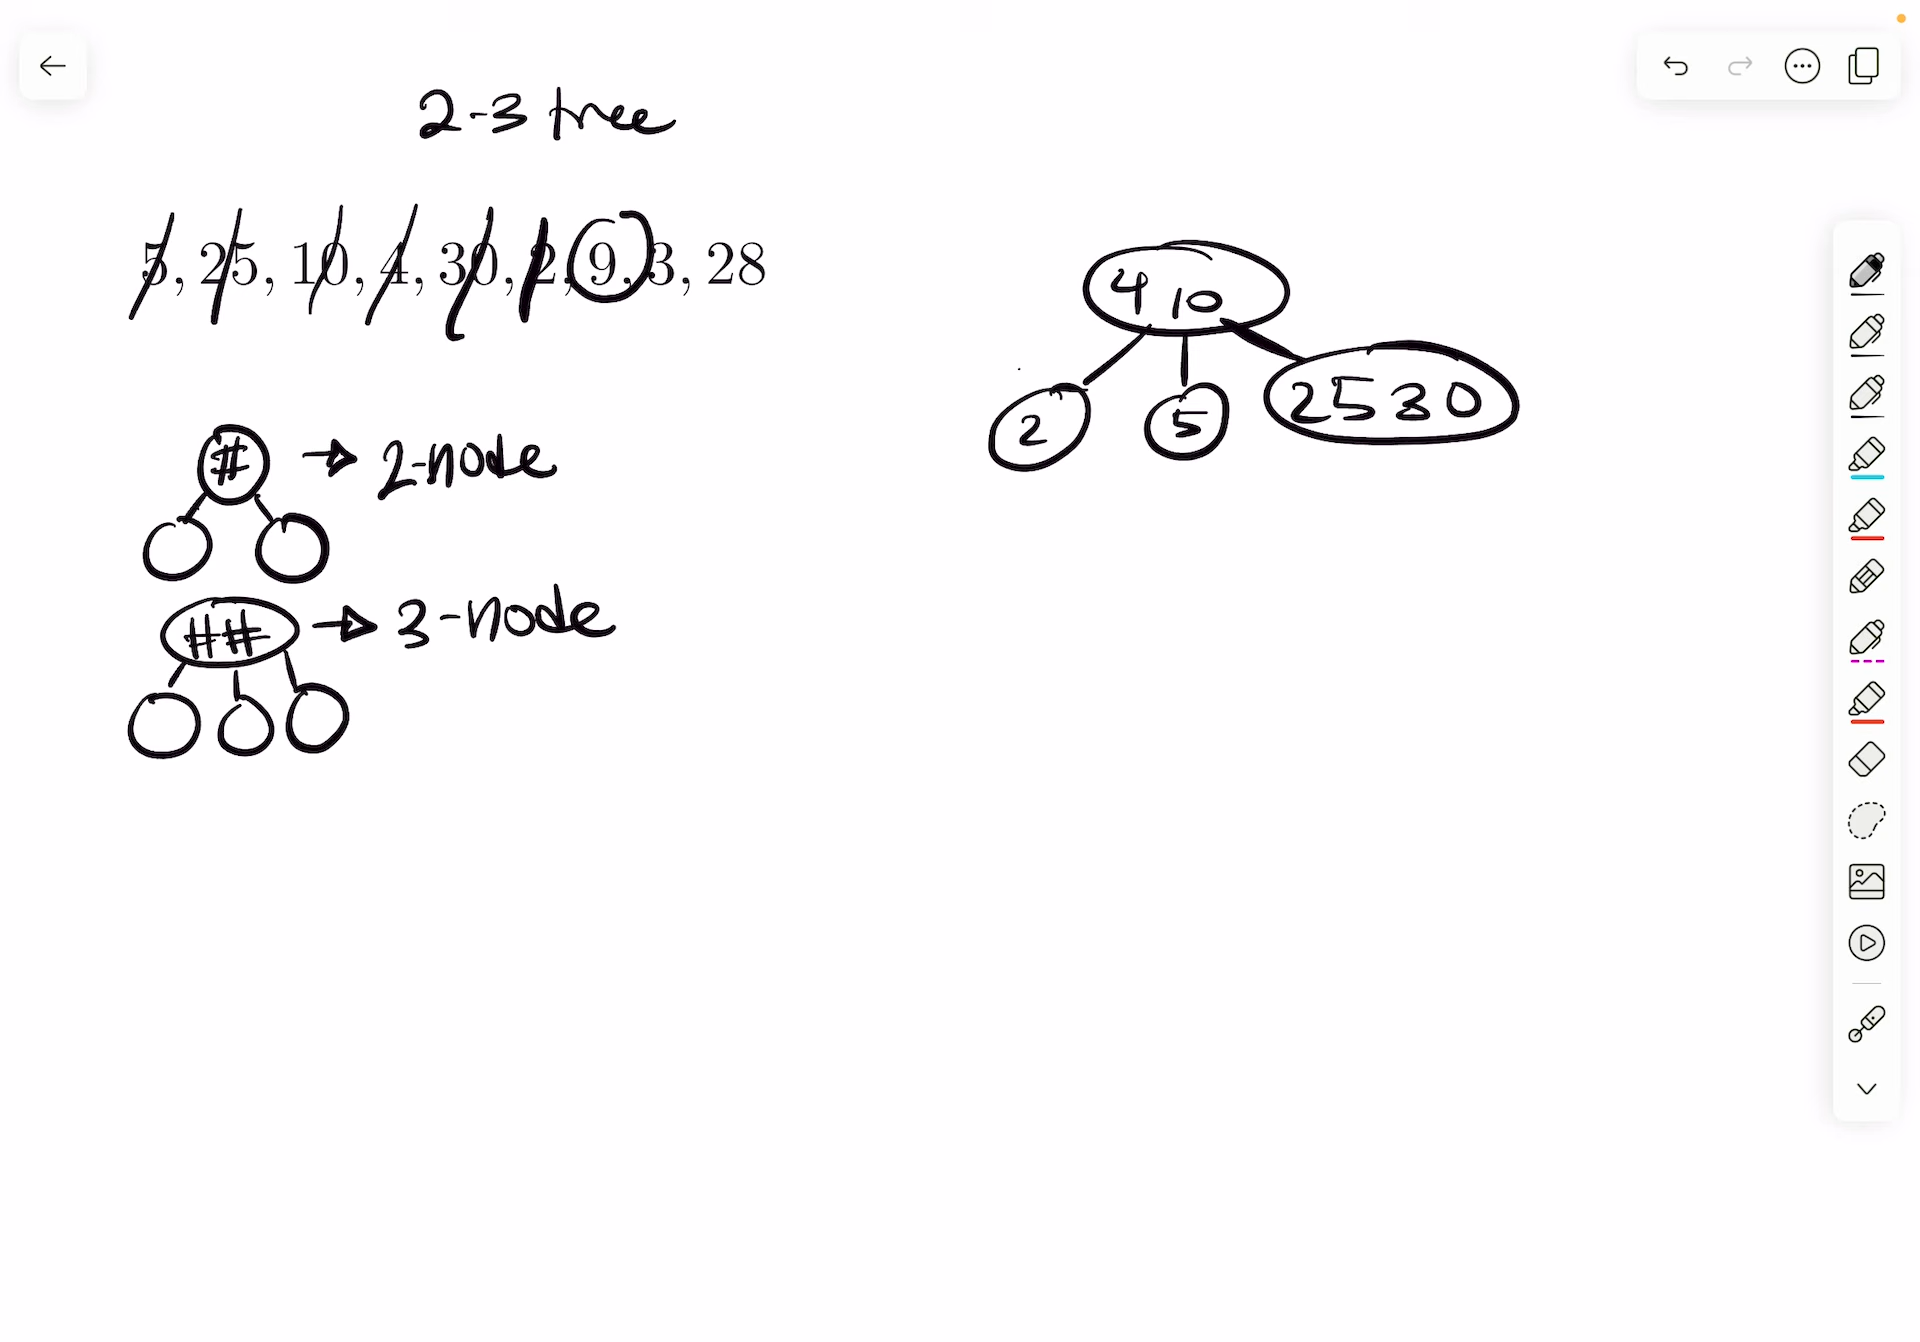 2-3 tree
5, 25, 10, 4, 30, 2, 9, 3, 28
4 10
2 5 25 30
# → 2-node
## → 3-node